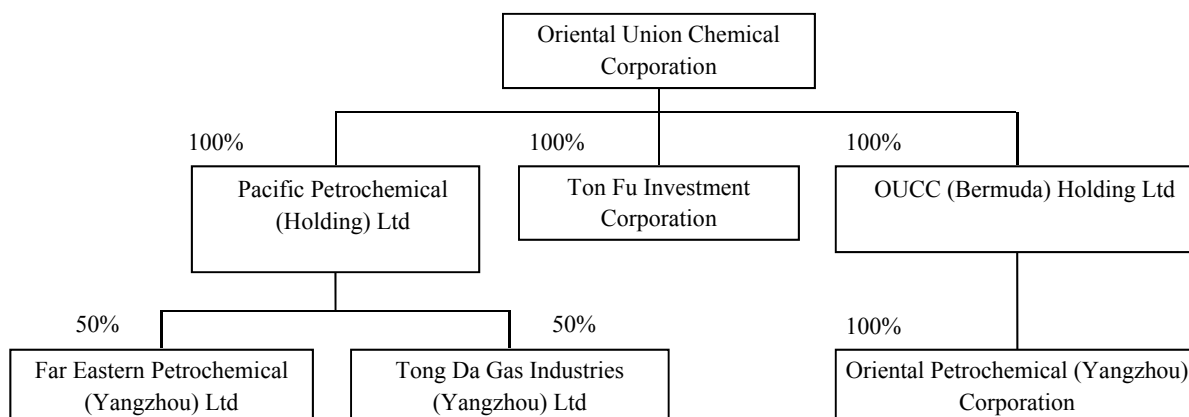 Oriental Union Chemical
Corporation
100%
100%
100%
Pacific Petrochemical
(Holding) Ltd
Ton Fu Investment
Corporation
OUCC (Bermuda) Holding Ltd
50%
50%
100%
Far Eastern Petrochemical
(Yangzhou) Ltd
Tong Da Gas Industries
(Yangzhou) Ltd
Oriental Petrochemical (Yangzhou)
Corporation